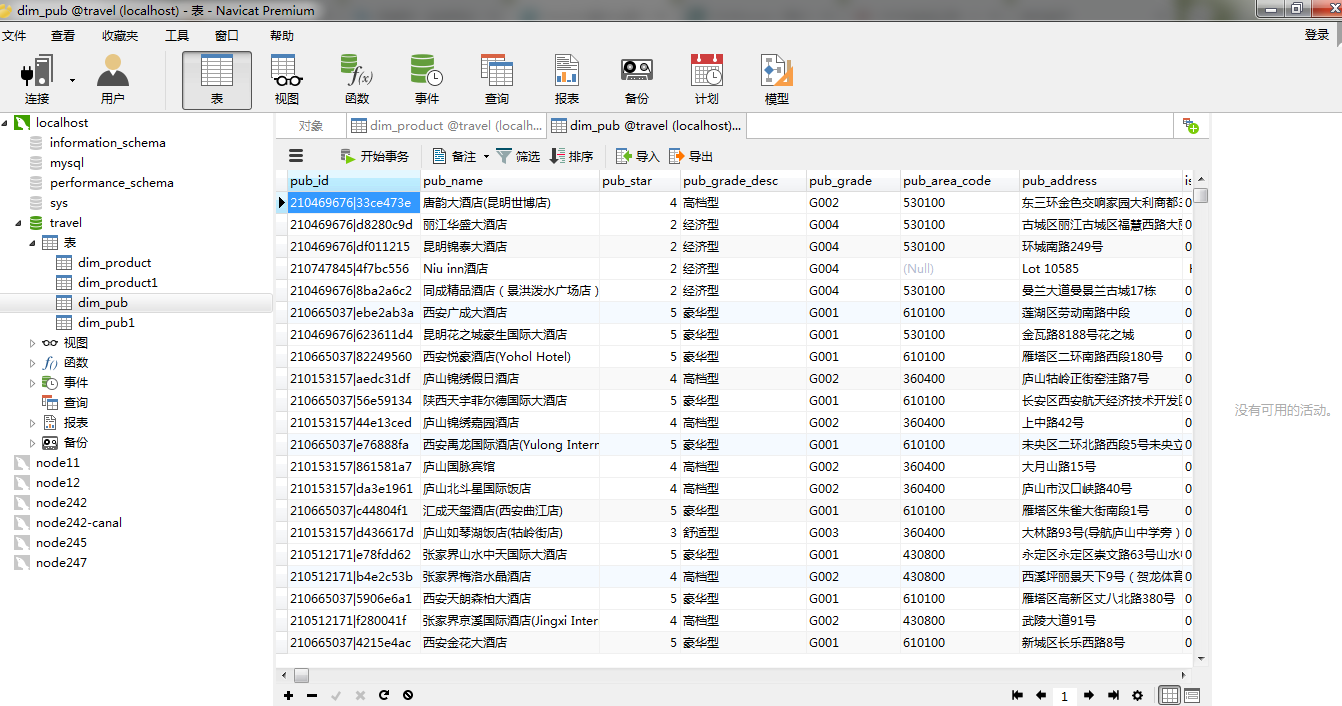 dim_pub @travel (localhost) - 表 - Navicat Premium
文件 查看 收藏夹 工具 窗口 帮助 登录
连接 用户 表 视图 函数 事件 查询 报表 备份 计划 模型
localhost
information_schema
mysql
performance_schema
sys
travel
表
dim_product
dim_product1
dim_pub
dim_pub1
视图
函数
事件
查询
报表
备份
node11
node12
node242
node242-canal
node245
node247
对象 dim_product @travel (localh... dim_pub @travel (localhost)...
开始事务 备注 筛选 排序 导入 导出
pub_id pub_name pub_star pub_grade_desc pub_grade pub_area_code pub_address is
210469676|33ce473e 唐韵大酒店(昆明世博店) 4 高档型 G002 530100 东三环金色交响家园大利商都 0
210469676|d8280c9d 丽江华盛大酒店 2 经济型 G004 530100 古城区丽江古城区福慧西路大 0
210469676|df011215 昆明锦泰大酒店 2 经济型 G004 530100 环城南路249号 0
210747845|4f7bc556 Niu inn酒店 2 经济型 G004 (Null) Lot 10585
210469676|8ba2a6c2 同成精品酒店（景洪泼水广场店） 2 经济型 G004 530100 曼兰大道曼景兰古城17栋 0
210665037|ebe2ab3a 西安广成大酒店 5 豪华型 G001 610100 莲湖区劳动南路中段 0
210469676|623611d4 昆明花之城豪生国际大酒店 5 豪华型 G001 530100 金瓦路8188号花之城 0
210665037|82249560 西安悦豪酒店(Yohol Hotel) 5 豪华型 G001 610100 雁塔区二环南路西段180号 0
210153157|aedc31df 庐山锦绣假日酒店 4 高档型 G002 360400 庐山牯岭正街窑洼路7号 0
210665037|56e59134 陕西天宇菲尔德国际大酒店 5 豪华型 G001 610100 长安区西安航天经济技术开发 0
210153157|44e13ced 庐山锦绣嘉园酒店 4 高档型 G002 360400 上中路42号 0
210665037|e76888fa 西安禹龙国际酒店(Yulong Intern 5 豪华型 G001 610100 未央区二环北路西段5号未央立 0
210153157|861581a7 庐山国脉宾馆 4 高档型 G002 360400 大月山路15号 0
210153157|da3e1961 庐山北斗星国际饭店 4 高档型 G002 360400 庐山市汉口峡路40号 0
210665037|c44804f1 汇成天玺酒店(西安曲江店) 5 豪华型 G001 610100 雁塔区朱雀大街南段1号 0
210153157|d436617d 庐山如琴湖饭店(牯岭街店) 3 舒适型 G003 360400 大林路93号(导航庐山中学旁） 0
210512171|e78fdd62 张家界山水中天国际大酒店 5 豪华型 G001 430800 永定区永定区崇文路63号山水 0
210512171|b4e2c53b 张家界梅洛水晶酒店 4 高档型 G002 430800 西溪坪丽景天下9号（贺龙体育 0
210665037|5906e6a1 西安天朗森柏大酒店 5 豪华型 G001 610100 雁塔区高新区丈八北路380号 0
210512171|f280041f 张家界京溪国际酒店(Jingxi Inter 4 高档型 G002 430800 武陵大道91号 0
210665037|4215e4ac 西安金花大酒店 5 豪华型 G001 610100 新城区长乐西路8号 0
没有可用的活动。
1